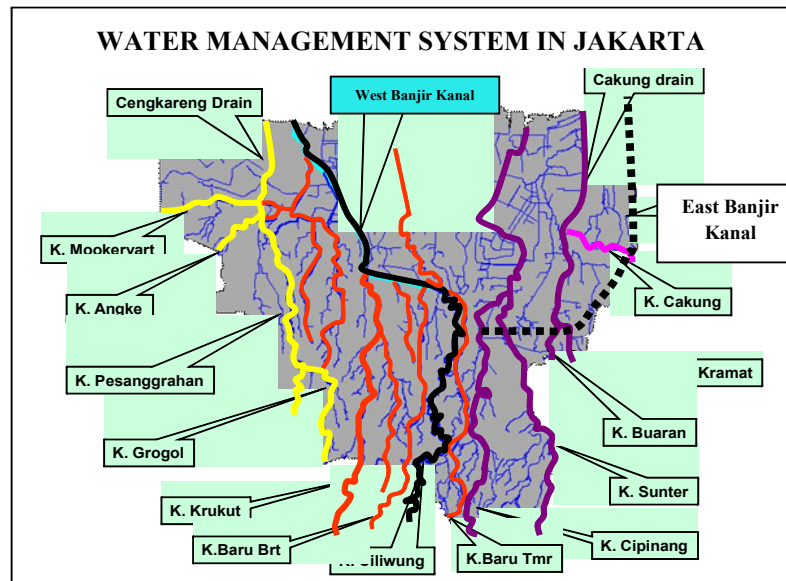 WATER MANAGEMENT SYSTEM IN JAKARTA
Cengkareng Drain
West Banjir Kanal
Cakung drain
East Banjir
Kanal
K. Mookervart
K. Angke
K. Cakung
K. Pesanggrahan
Kramat
K. Buaran
K. Grogol
K. Sunter
K. Krukut
K.Baru Brt
K. Ciliwung
K.Baru Tmr
K. Cipinang